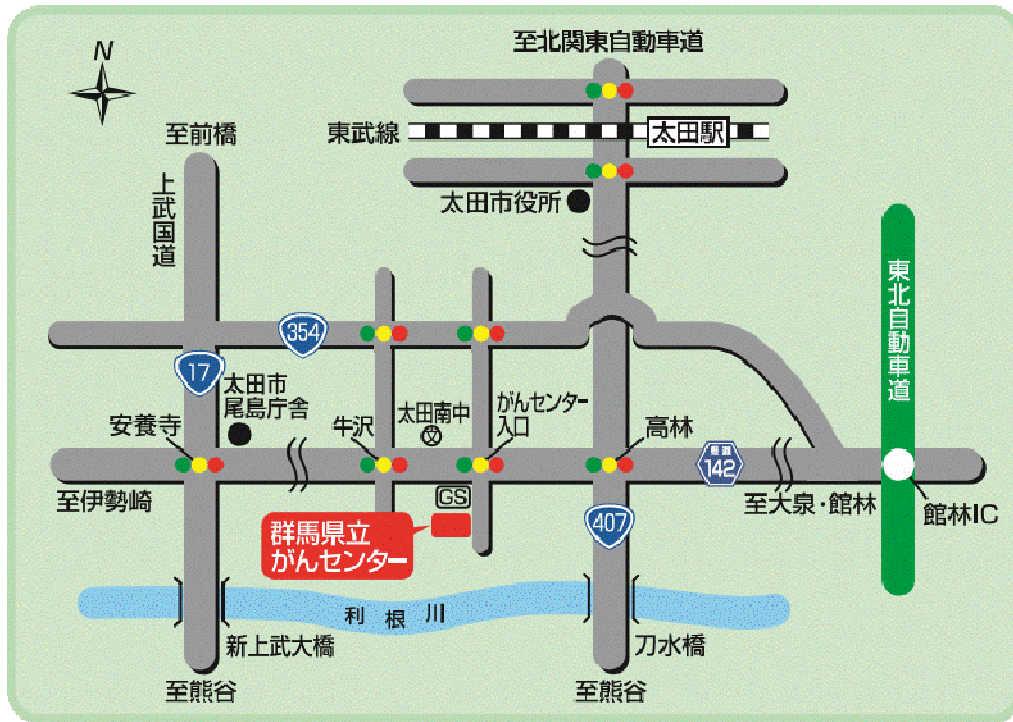 至北関東自動車道
N
至前橋
東武線
太田駅
上武国道
太田市役所
東北自動車道
354
17
太田市
尾島庁舎
安養寺
牛沢
太田南中
文
がんセンター
入口
高林
県道
142
至伊勢崎
GS
407
至大泉・館林
館林IC
群馬県立
がんセンター
利根川
新上武大橋
刀水橋
至熊谷
至熊谷